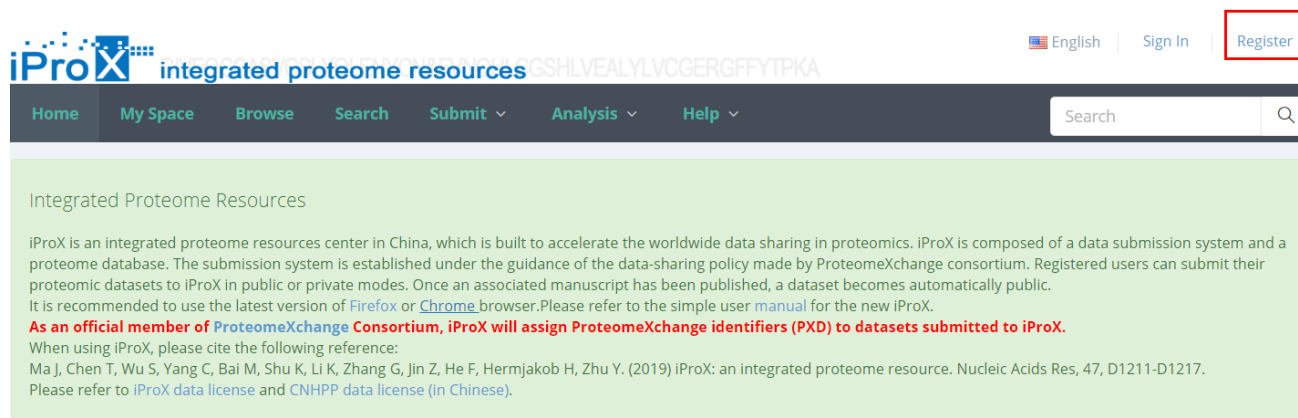 English Sign In Register
iProX integrated proteome resources GSHLVEALYLVCGERGFFYTPKA
Home My Space Browse Search Submit Analysis Help Search
Integrated Proteome Resources
iProX is an integrated proteome resources center in China, which is built to accelerate the worldwide data sharing in proteomics. iProX is composed of a data submission system and a
proteome database. The submission system is established under the guidance of the data-sharing policy made by ProteomeXchange consortium. Registered users can submit their
proteomic datasets to iProX in public or private modes. Once an associated manuscript has been published, a dataset becomes automatically public.
It is recommended to use the latest version of Firefox or Chrome browser.Please refer to the simple user manual for the new iProX.
As an official member of ProteomeXchange Consortium, iProX will assign ProteomeXchange identifiers (PXD) to datasets submitted to iProX.
When using iProX, please cite the following reference:
Ma J, Chen T, Wu S, Yang C, Bai M, Shu K, Li K, Zhang G, Jin Z, He F, Hermjakob H, Zhu Y. (2019) iProX: an integrated proteome resource. Nucleic Acids Res, 47, D1211-D1217.
Please refer to iProX data license and CNHPP data license (in Chinese).